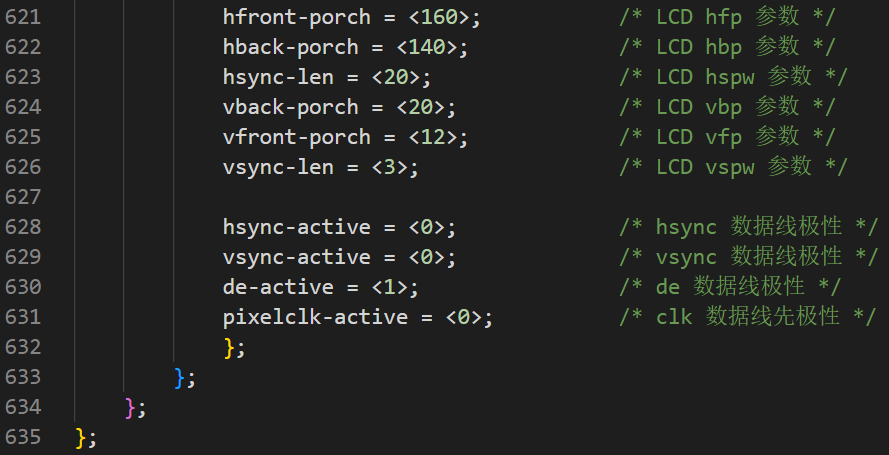 621 hfront-porch = <160>; /* LCD hfp 参数 */
622 hback-porch = <140>; /* LCD hbp 参数 */
623 hsync-len = <20>; /* LCD hspw 参数 */
624 vback-porch = <20>; /* LCD vbp 参数 */
625 vfront-porch = <12>; /* LCD vfp 参数 */
626 vsync-len = <3>; /* LCD vspw 参数 */
627
628 hsync-active = <0>; /* hsync 数据线极性 */
629 vsync-active = <0>; /* vsync 数据线极性 */
630 de-active = <1>; /* de 数据线极性 */
631 pixelclk-active = <0>; /* clk 数据线先极性 */
632 };
633 };
634 };
635 };